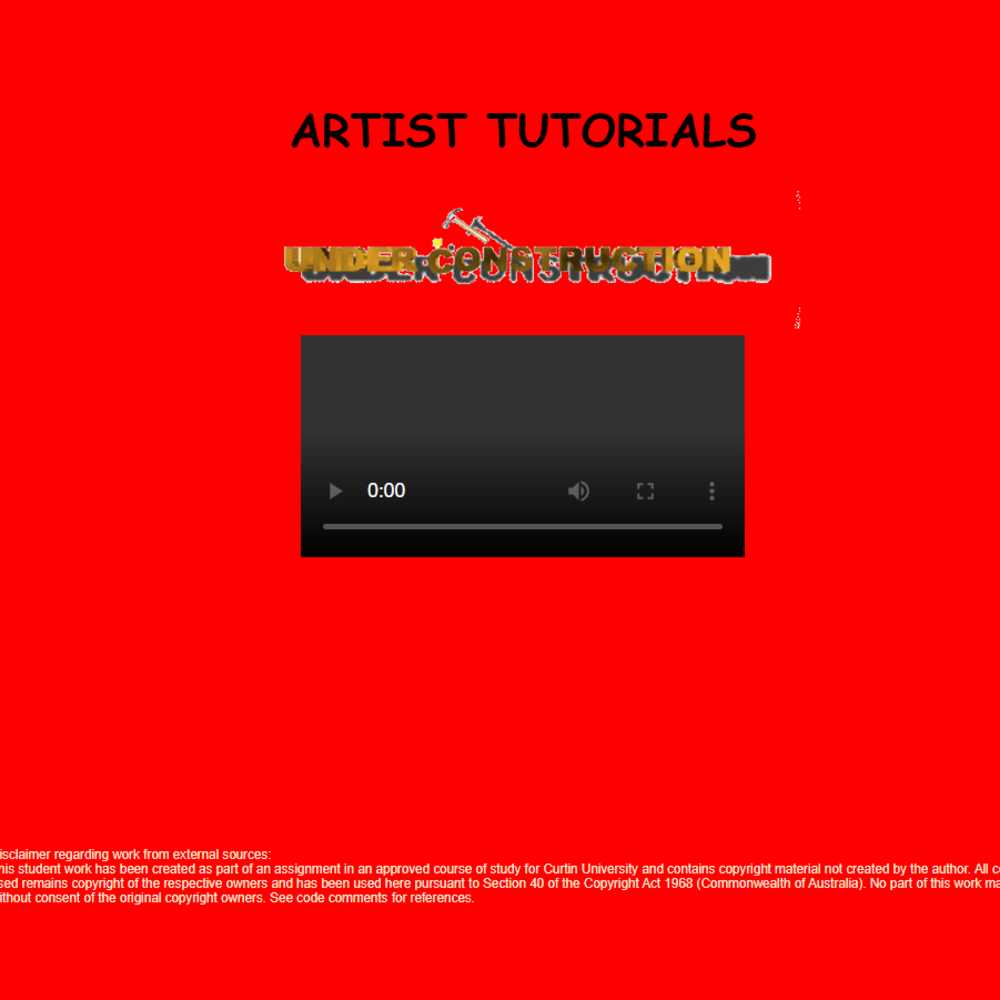 ARTIST TUTORIALS
UNDER CONSTRUCTION
0:00
isclaimer regarding work from external sources:
his student work has been created as part of an assignment in an approved course of study for Curtin University and contains copyright material not created by the author. All c
sed remains copyright of the respective owners and has been used here pursuant to Section 40 of the Copyright Act 1968 (Commonwealth of Australia). No part of this work ma
ithout consent of the original copyright owners. See code comments for references.